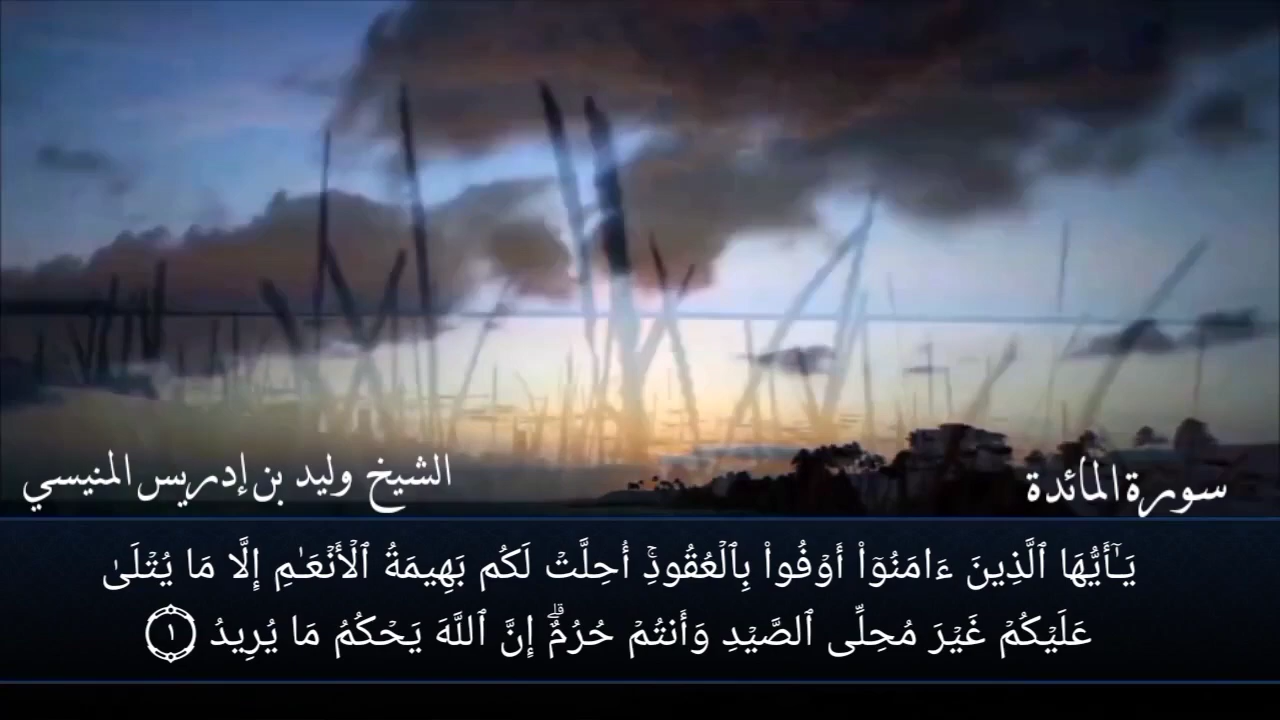 سورة المائدة
الشيخ وليد بن إدريس المنيسي
يَـٰٓأَيُّهَا ٱلَّذِينَ ءَامَنُوٓا۟ أَوْفُوا۟ بِٱلْعُقُودِۚ أُحِلَّتْ لَكُم بَهِيمَةُ ٱلْأَنْعَـٰمِ إِلَّا مَا يُتْلَىٰ
عَلَيْكُمْ غَيْرَ مُحِلِّى ٱلصَّيْدِ وَأَنتُمْ حُرُمٌۗ إِنَّ ٱللَّهَ يَحْكُمُ مَا يُرِيدُ ١